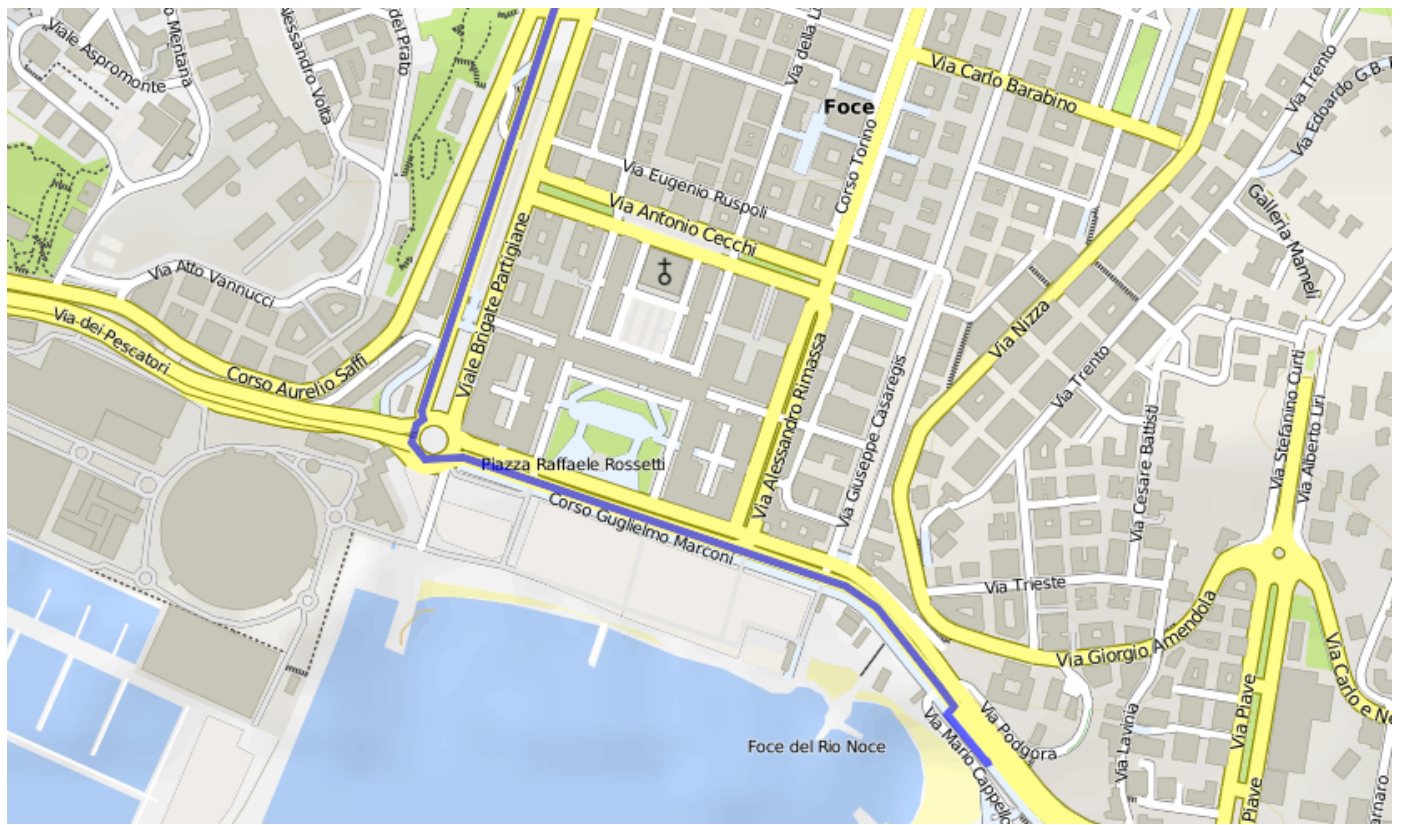 Viale Aspromonte
o Mentana
Alessandro Volta
del Prato
Via della L
Via Carlo Barabino
Via Trento
Via Edoardo G.B.
Foce
Corso Torino
Via Eugenio Ruspoli
Via Antonio Cecchi
Galleria Mameli
Via Atto Vannucci
Viale Brigate Partigiane
Via dei Pescatori
Corso Aurelio Saffi
Via Nizza
Via Trento
Via Alessandro Rimassa
Via Giuseppe Casaregis
Via Cesare Battisti
Via Stefanino Curti
Via Alberto Liri
Piazza Raffaele Rossetti
Corso Guglielmo Marconi
Via Trieste
Via Giorgio Amendola
Via Carlo e Ne
Via Piave
Via Podgora
Via Mario Cappello
Via Lavinia
Foce del Rio Noce
Piave
rnaro